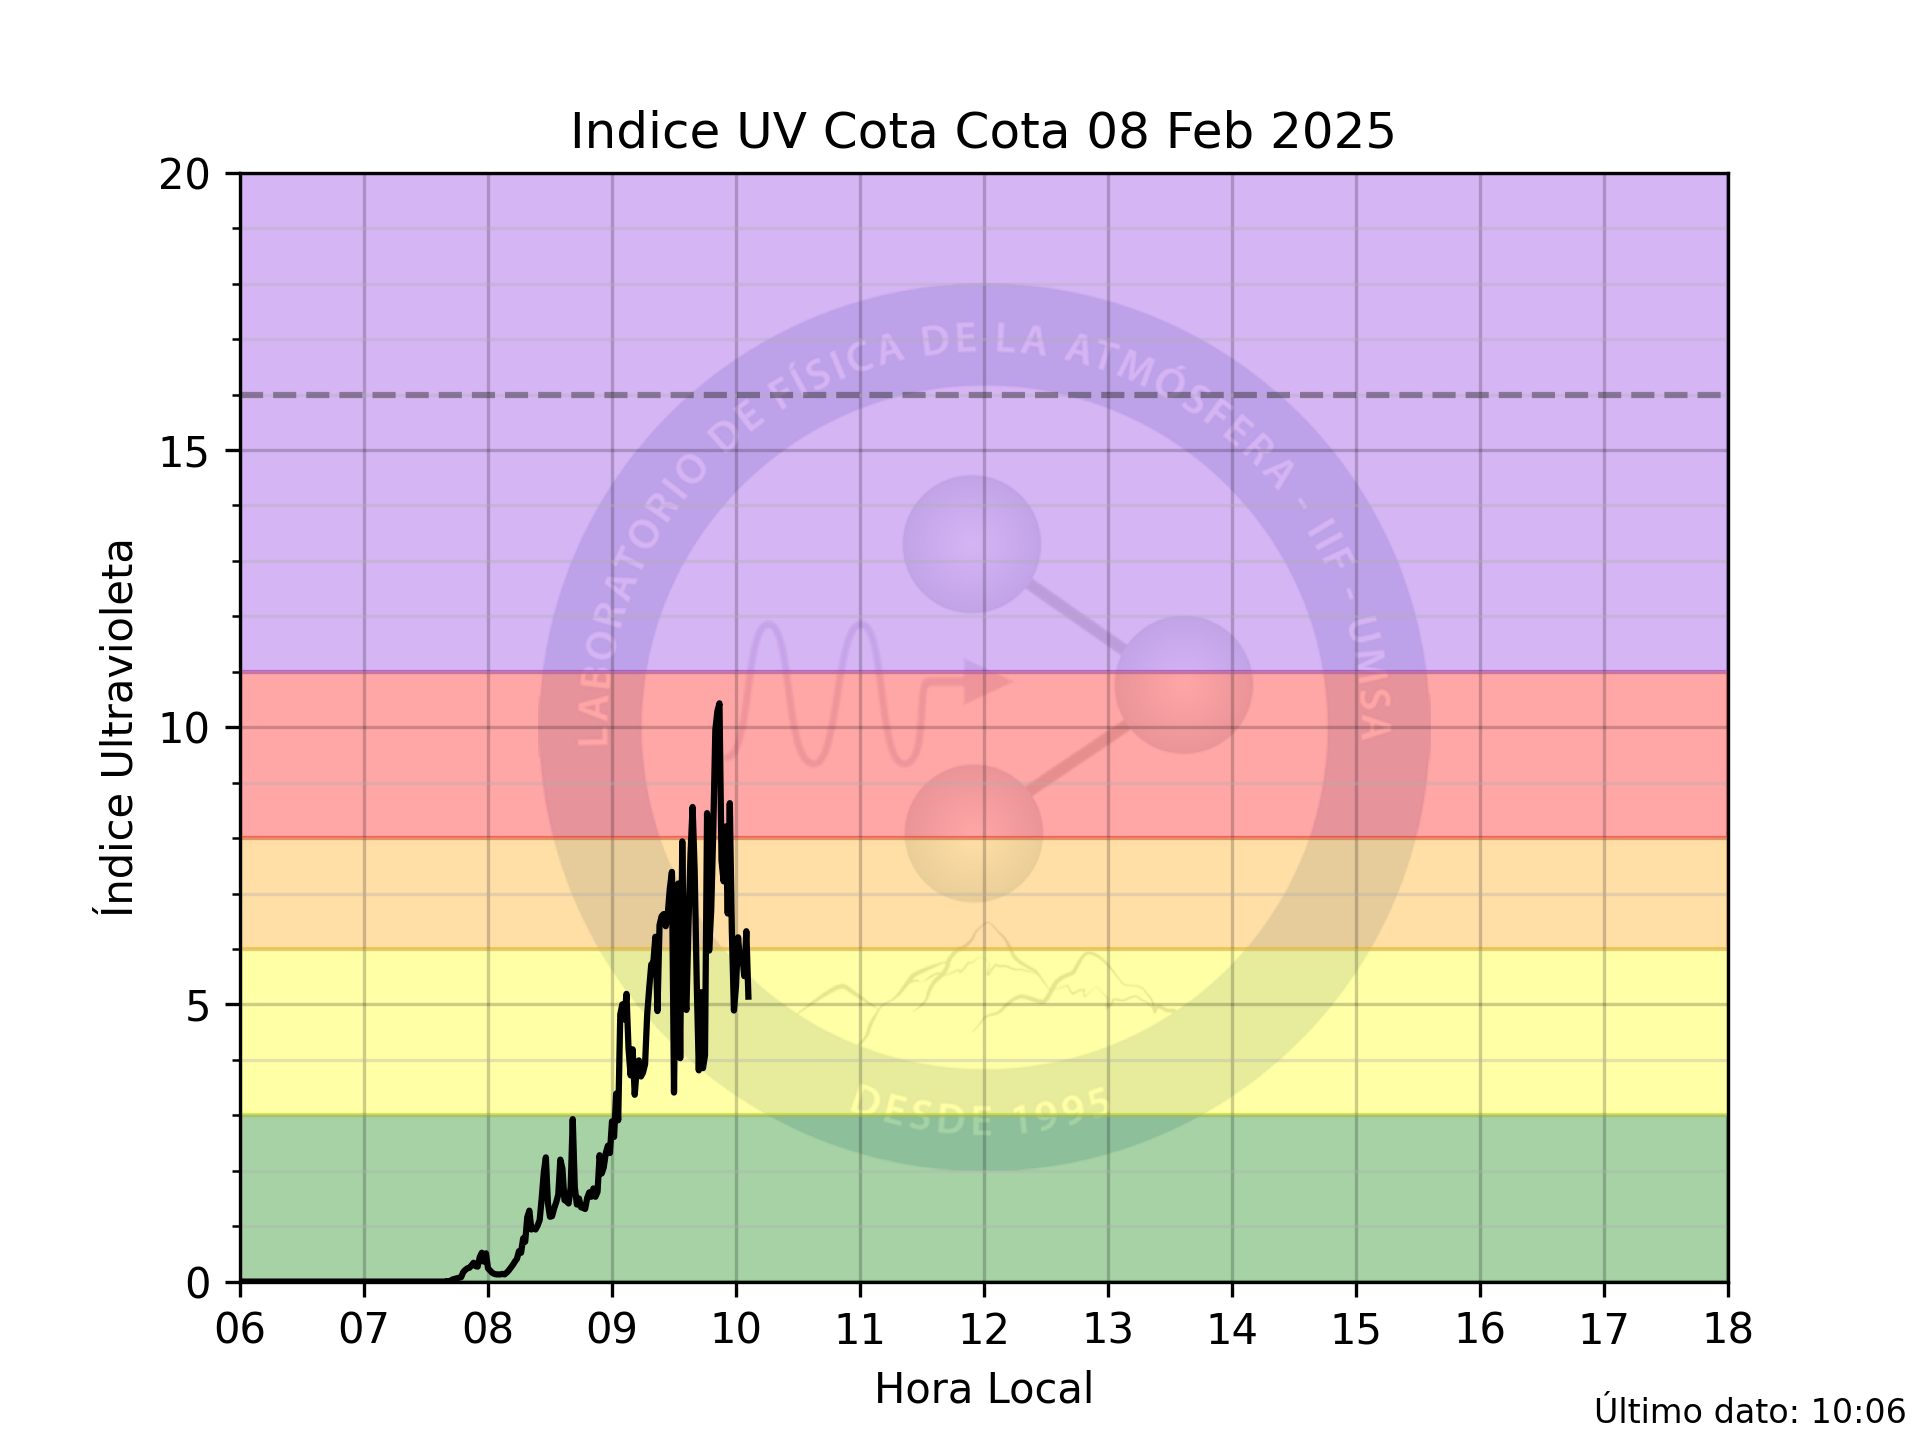 Indice UV Cota Cota 08 Feb 2025
20
15
10
5
0
Índice Ultravioleta
LABORATORIO DE FÍSICA DE LA ATMÓSFERA - IIF - UMSA
DESDE 1995
06 07 08 09 10 11 12 13 14 15 16 17 18
Hora Local
Último dato: 10:06